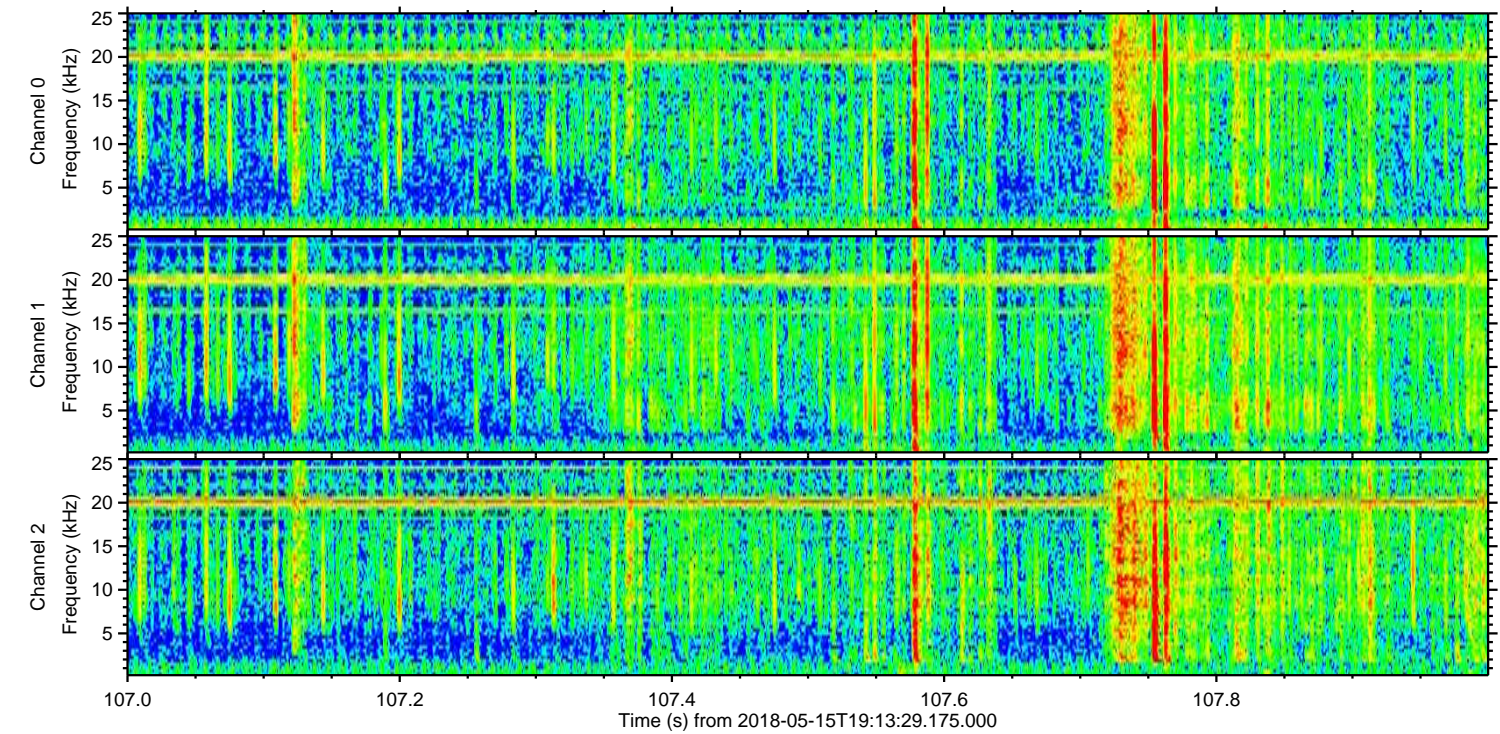 25
20
15
10
5
Channel 0
Frequency (kHz)
25
20
15
10
5
Channel 1
Frequency (kHz)
25
20
15
10
5
Channel 2
Frequency (kHz)
107.0 107.2 107.4 107.6 107.8
Time (s) from 2018-05-15T19:13:29.175.000